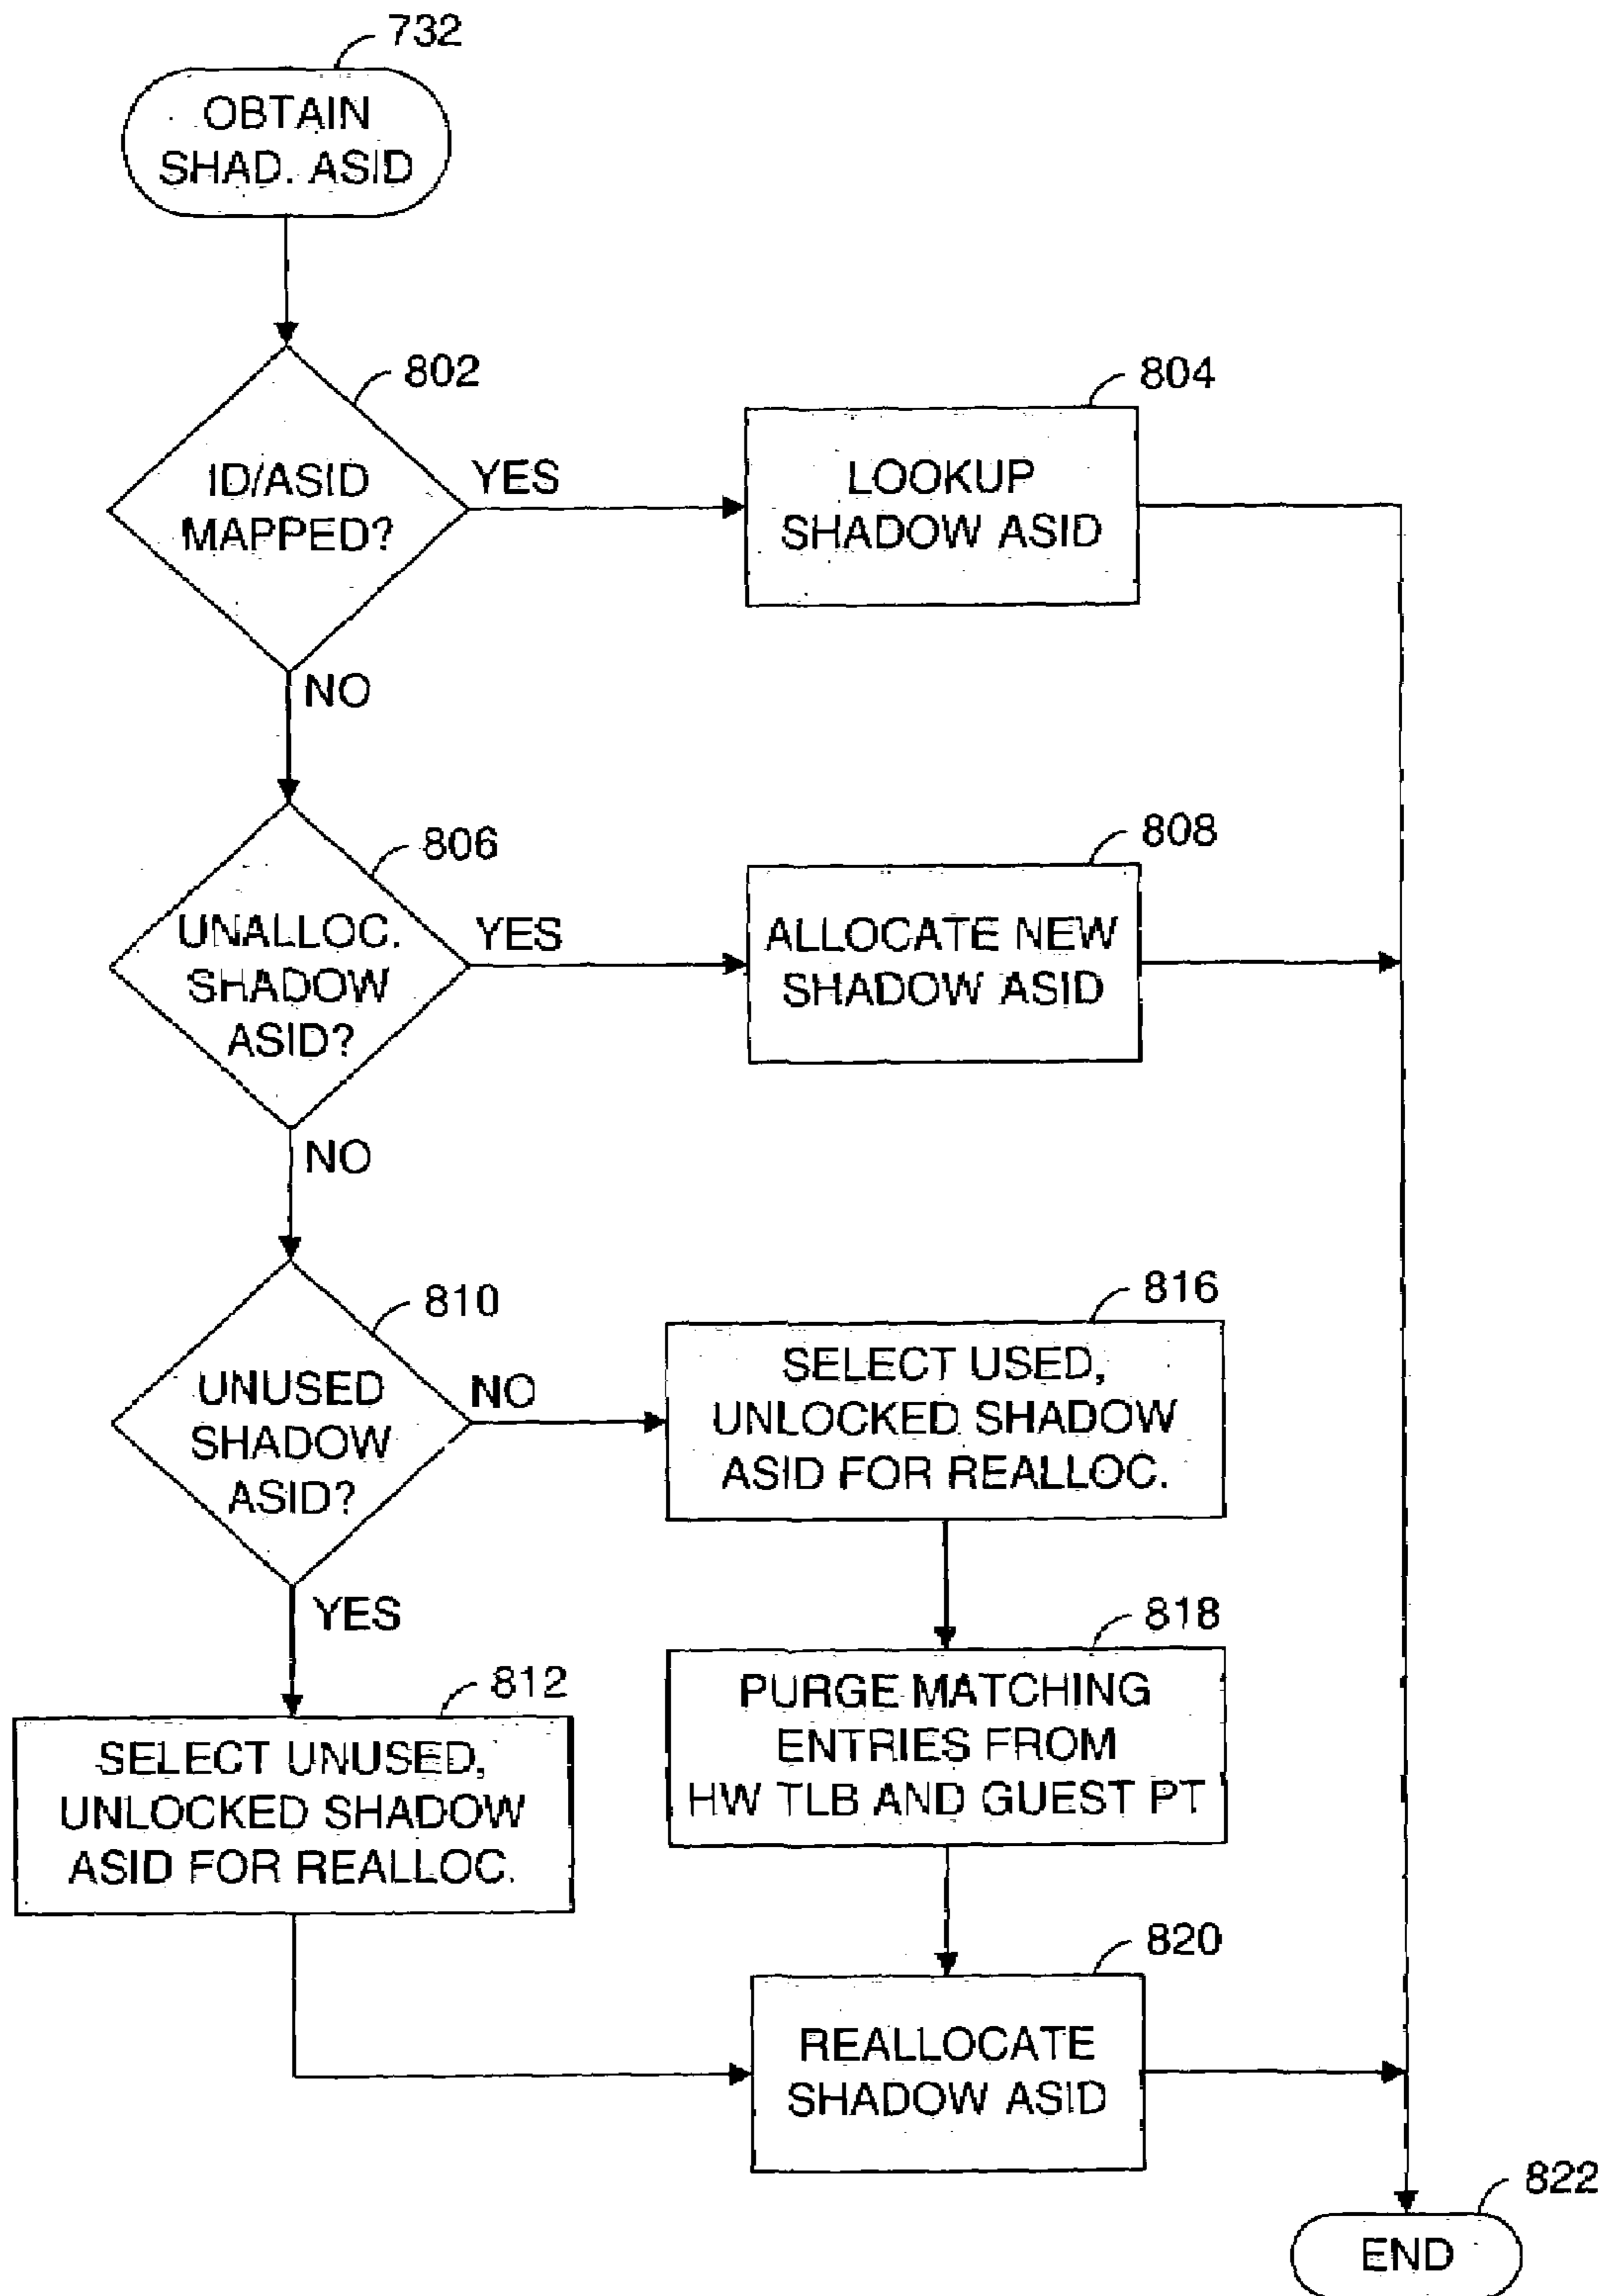 732
OBTAIN
SHAD. ASID
802
ID/ASID
MAPPED?
YES
NO
804
LOOKUP
SHADOW ASID
806
UNALLOC.
SHADOW
ASID?
YES
NO
808
ALLOCATE NEW
SHADOW ASID
810
UNUSED
SHADOW
ASID?
NO
YES
816
SELECT USED,
UNLOCKED SHADOW
ASID FOR REALLOC.
818
PURGE MATCHING
ENTRIES FROM
HW TLB AND GUEST PT
812
SELECT UNUSED,
UNLOCKED SHADOW
ASID FOR REALLOC.
820
REALLOCATE
SHADOW ASID
822
END